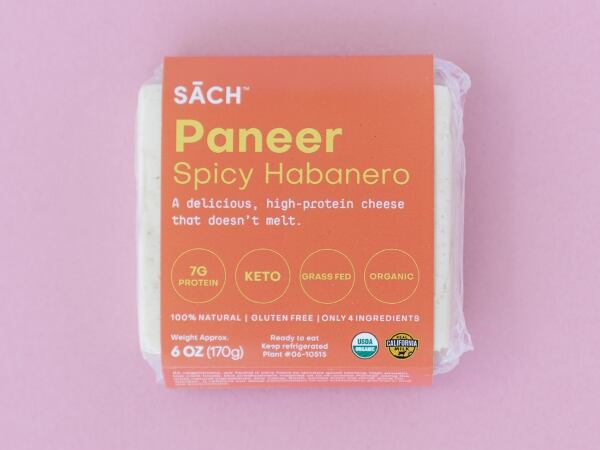 SĀCH™
Paneer
Spicy Habanero
A delicious, high-protein cheese
that doesn't melt.
7G
PROTEIN
KETO
GRASS FED
ORGANIC
100% NATURAL | GLUTEN FREE | ONLY 4 INGREDIENTS
Weight Approx.
6 OZ (170g)
Ready to eat
Keep refrigerated
Plant #06-10515
USDA
ORGANIC
REAL
CALIFORNIA
MILK